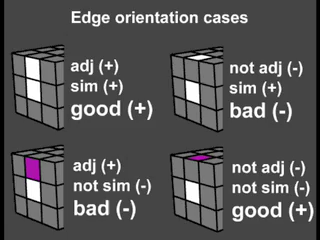 Edge orientation cases
adj (+)
sim (+)
good (+)
not adj (-)
sim (+)
bad (-)
adj (+)
not sim (-)
bad (-)
not adj (-)
not sim (-)
good (+)